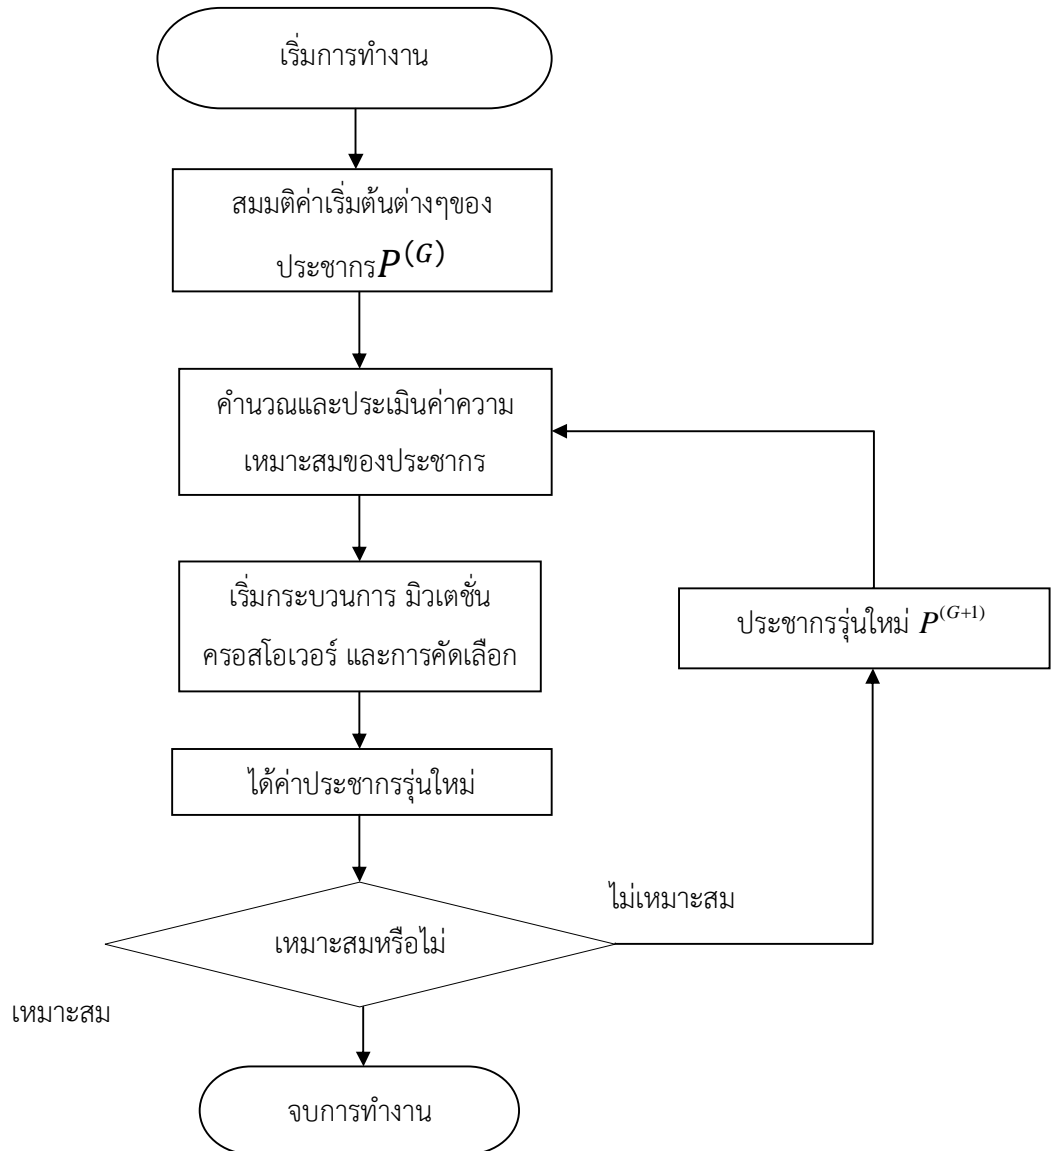 เริ่มการทำงาน
สมมติค่าเริ่มต้นต่างๆของ
ประชากร P^(G)
คำนวณและประเมินค่าความ
เหมาะสมของประชากร
เริ่มกระบวนการ มิวเตชั่น
ครอสโอเวอร์ และการคัดเลือก
ประชากรรุ่นใหม่ P^(G+1)
ได้ค่าประชากรรุ่นใหม่
ไม่เหมาะสม
เหมาะสมหรือไม่
เหมาะสม
จบการทำงาน